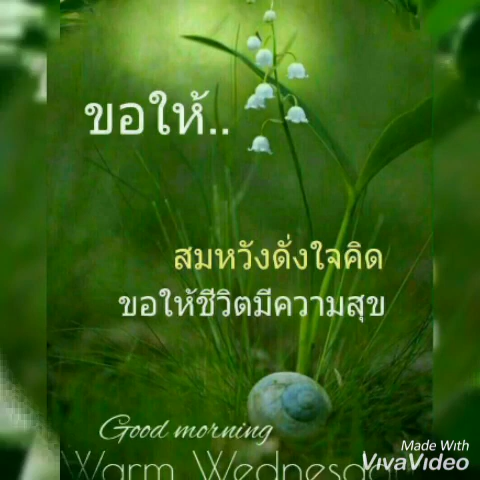 ขอให้..
สมหวังดั่งใจคิด
ขอให้ชีวิตมีความสุข
Good morning
Warm Wednesday
Made With
VivaVideo